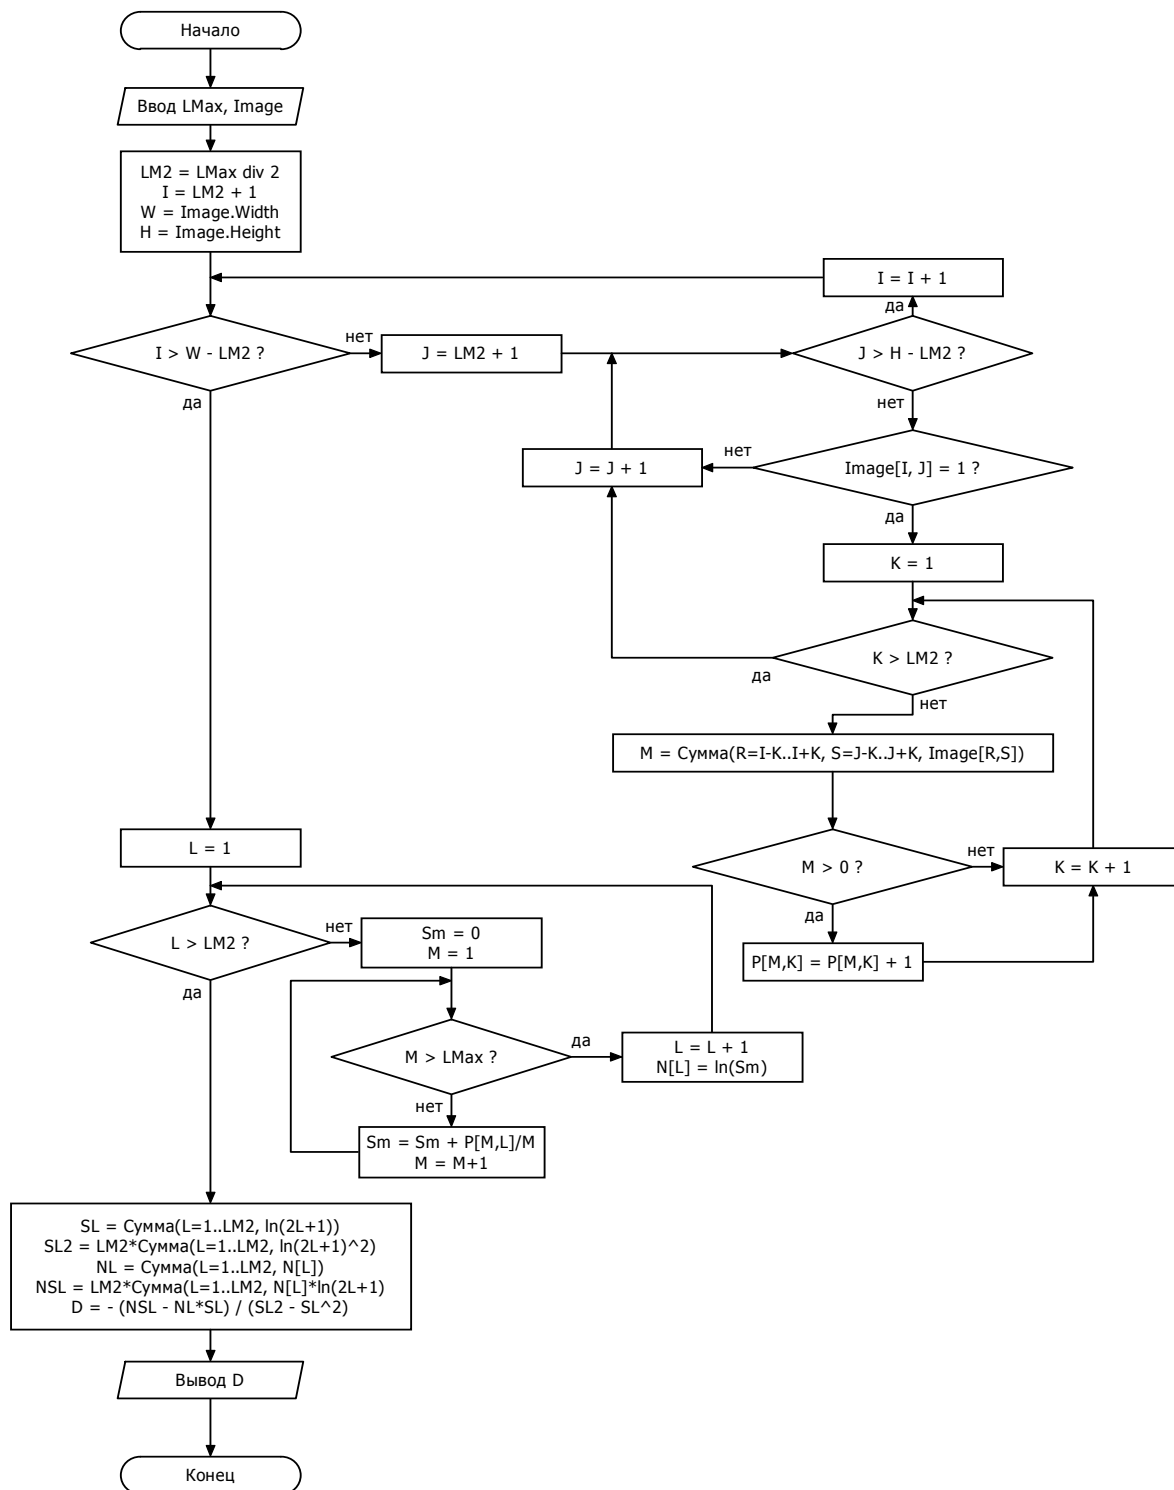 Начало
Ввод LMax, Image
LM2 = LMax div 2
I = LM2 + 1
W = Image.Width
H = Image.Height
I = I + 1
да
I > W - LM2 ?
нет
да
J = LM2 + 1
J > H - LM2 ?
нет
J = J + 1
нет
Image[I, J] = 1 ?
да
K = 1
K > LM2 ?
да
нет
M = Сумма(R=I-K..I+K, S=J-K..J+K, Image[R,S])
L = 1
M > 0 ?
нет
да
K = K + 1
P[M,K] = P[M,K] + 1
L > LM2 ?
нет
да
Sm = 0
M = 1
M > LMax ?
да
нет
L = L + 1
N[L] = ln(Sm)
Sm = Sm + P[M,L]/M
M = M+1
SL = Сумма(L=1..LM2, ln(2L+1))
SL2 = LM2*Сумма(L=1..LM2, ln(2L+1)^2)
NL = Сумма(L=1..LM2, N[L])
NSL = LM2*Сумма(L=1..LM2, N[L]*ln(2L+1)
D = - (NSL - NL*SL) / (SL2 - SL^2)
Вывод D
Конец